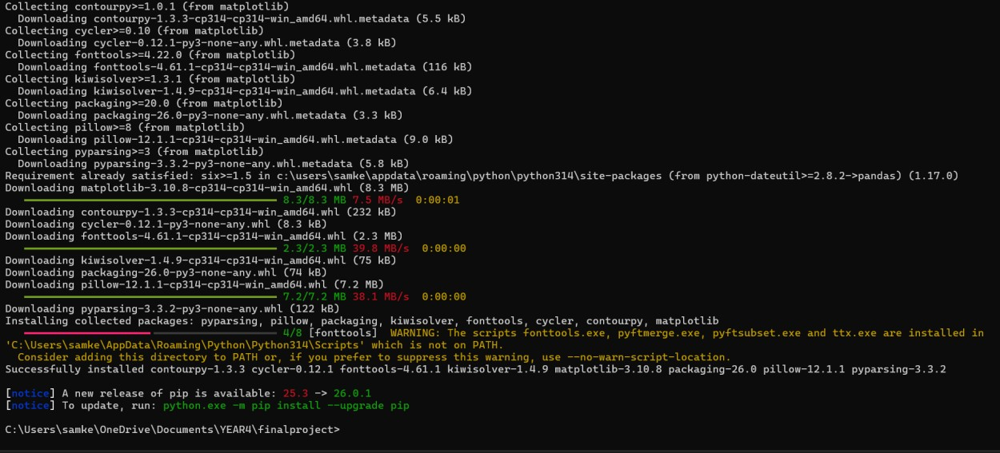 Collecting contourpy>=1.0.1 (from matplotlib)
  Downloading contourpy-1.3.3-cp314-cp314-win_amd64.whl.metadata (5.5 kB)
Collecting cycler>=0.10 (from matplotlib)
  Downloading cycler-0.12.1-py3-none-any.whl.metadata (3.8 kB)
Collecting fonttools>=4.22.0 (from matplotlib)
  Downloading fonttools-4.61.1-cp314-cp314-win_amd64.whl.metadata (116 kB)
Collecting kiwisolver>=1.3.1 (from matplotlib)
  Downloading kiwisolver-1.4.9-cp314-cp314-win_amd64.whl.metadata (6.4 kB)
Collecting packaging>=20.0 (from matplotlib)
  Downloading packaging-26.0-py3-none-any.whl.metadata (3.3 kB)
Collecting pillow>=8 (from matplotlib)
  Downloading pillow-12.1.1-cp314-cp314-win_amd64.whl.metadata (9.0 kB)
Collecting pyparsing>=3 (from matplotlib)
  Downloading pyparsing-3.3.2-py3-none-any.whl.metadata (5.8 kB)
Requirement already satisfied: six>=1.5 in c:\users\samke\appdata\roaming\python\python314\site-packages (from python-dateutil>=2.8.2->pandas) (1.17.0)
Downloading matplotlib-3.10.8-cp314-cp314-win_amd64.whl (8.3 MB)
8.3/8.3 MB 7.5 MB/s  0:00:01
Downloading contourpy-1.3.3-cp314-cp314-win_amd64.whl (232 kB)
Downloading cycler-0.12.1-py3-none-any.whl (8.3 kB)
Downloading fonttools-4.61.1-cp314-cp314-win_amd64.whl (2.3 MB)
2.3/2.3 MB 39.8 MB/s  0:00:00
Downloading kiwisolver-1.4.9-cp314-cp314-win_amd64.whl (75 kB)
Downloading packaging-26.0-py3-none-any.whl (74 kB)
Downloading pillow-12.1.1-cp314-cp314-win_amd64.whl (7.2 MB)
7.2/7.2 MB 38.1 MB/s  0:00:00
Downloading pyparsing-3.3.2-py3-none-any.whl (122 kB)
Installing collected packages: pyparsing, pillow, packaging, kiwisolver, fonttools, cycler, contourpy, matplotlib
4/8 [fonttools]  WARNING: The scripts fonttools.exe, pyftmerge.exe, pyftsubset.exe and ttx.exe are installed in
'C:\Users\samke\AppData\Roaming\Python\Python314\Scripts' which is not on PATH.
  Consider adding this directory to PATH or, if you prefer to suppress this warning, use --no-warn-script-location.
Successfully installed contourpy-1.3.3 cycler-0.12.1 fonttools-4.61.1 kiwisolver-1.4.9 matplotlib-3.10.8 packaging-26.0 pillow-12.1.1 pyparsing-3.3.2
[notice] A new release of pip is available: 25.3 -> 26.0.1
[notice] To update, run: python.exe -m pip install --upgrade pip
C:\Users\samke\OneDrive\Documents\YEAR4\finalproject>